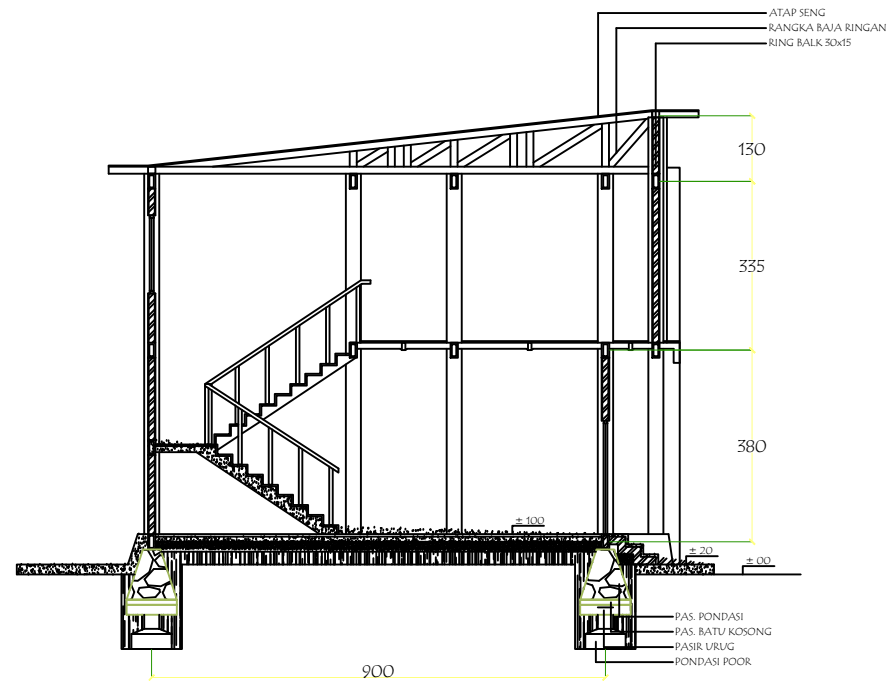 ATAP SENG
RANGKA BAJA RINGAN
RING BALK 30x15
130
335
380
± 100
± 20
± 00
PAS. PONDASI
PAS. BATU KOSONG
PASIR URUG
PONDASI POOR
900